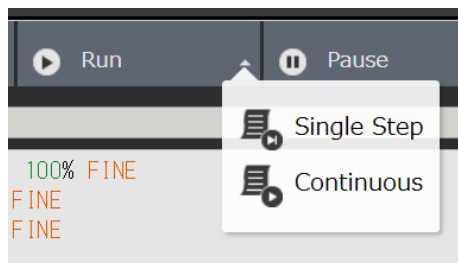 Run
Pause
Single Step
Continuous
100% FINE
FINE
FINE